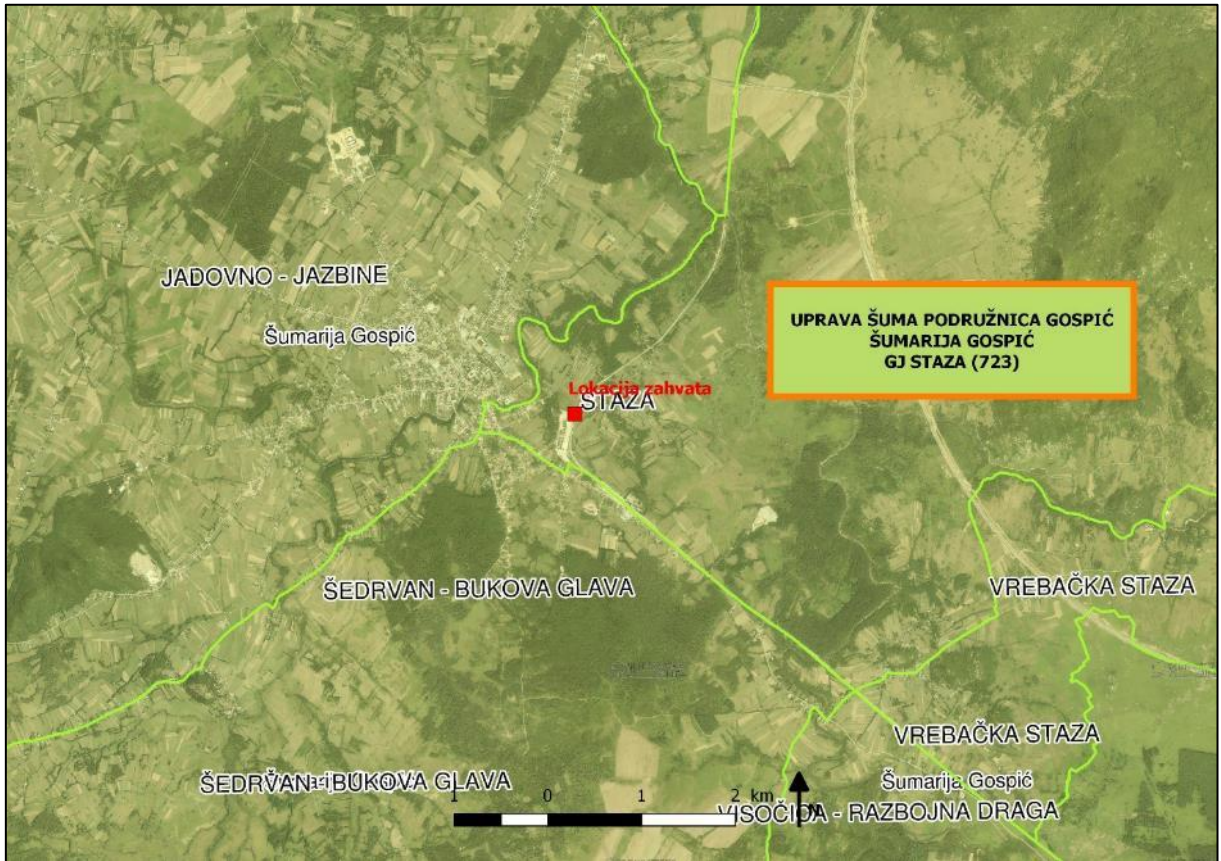 JADOVNO - JAZBINE
Šumarija Gospić
UPRAVA ŠUMA PODRUŽNICA GOSPIĆ
ŠUMARIJA GOSPIĆ
GJ STAZA (723)
Lokacija zahvata
STAZA
ŠEDRVAN - BUKOVA GLAVA
VREBAČKA STAZA
VREBAČKA STAZA
ŠEDRVAN - BUKOVA GLAVA
Šumarija Gospić
1 0 1 2 km
N
VISOČICA - RAZBOJNA DRAGA